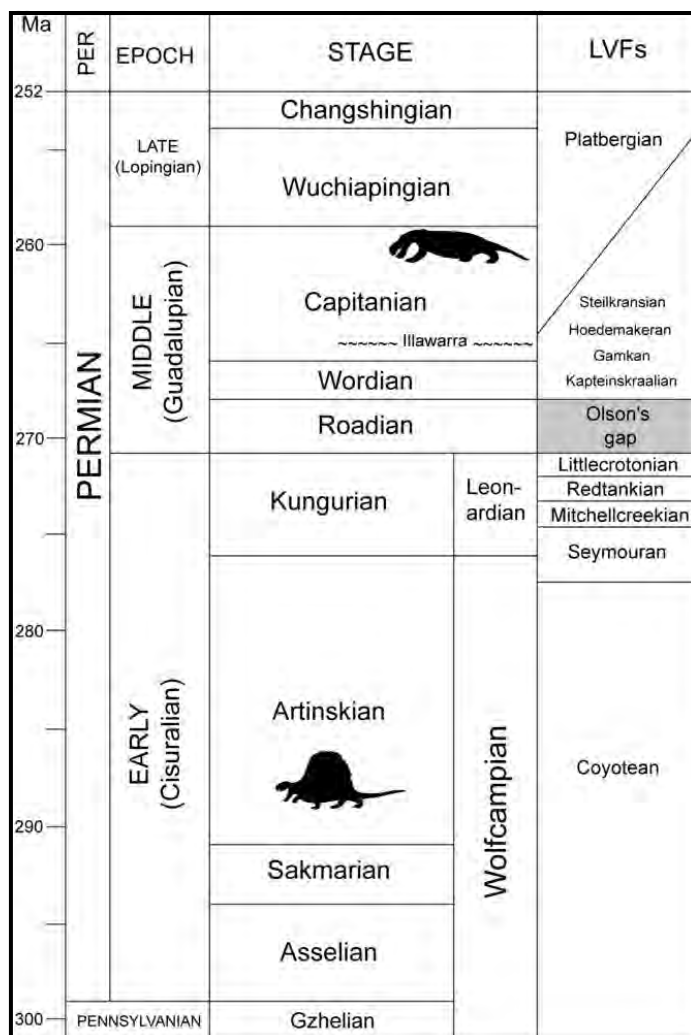 Ma
PER
EPOCH
STAGE
LVFs
252
260
270
280
290
300
PERMIAN
LATE
(Lopingian)
MIDDLE
(Guadalupian)
EARLY
(Cisuralian)
PENNSYLVANIAN
Changshingian
Wuchiapingian
Capitanian
~~~~~~ Illawarra ~~~~~~
Wordian
Roadian
Kungurian
Artinskian
Sakmarian
Asselian
Gzhelian
Leon-
ardian
Wolfcampian
Platbergian
Steilkransian
Hoedemakeran
Gamkan
Kapteinskraalian
Olson's
gap
Littlecrotonian
Redtankian
Mitchellcreekian
Seymouran
Coyotean